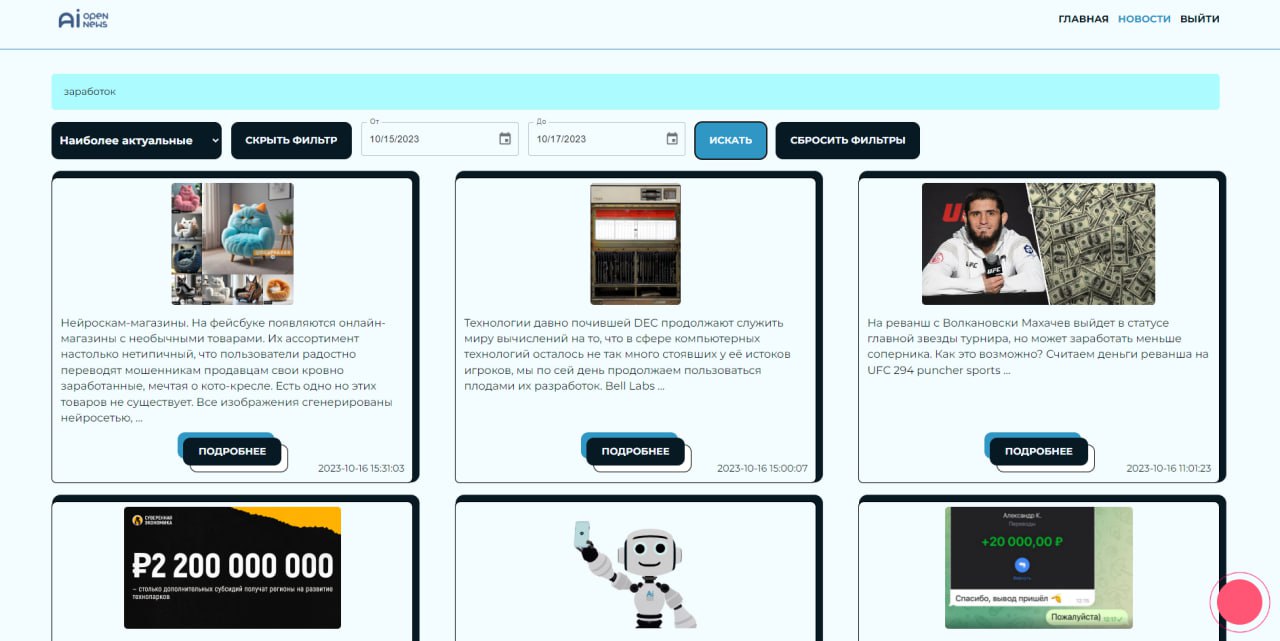 Ai OPEN NEWS
ГЛАВНАЯ НОВОСТИ ВЫЙТИ
заработок
Наиболее актуальные
СКРЫТЬ ФИЛЬТР
От
10/15/2023
До
10/17/2023
ИСКАТЬ
СБРОСИТЬ ФИЛЬТРЫ
Нейроскам-магазины. На фейсбуке появляются онлайн-
магазины с необычными товарами. Их ассортимент
настолько нетипичный, что пользователи радостно
переводят мошенникам продавцам свои кровно
заработанные, мечтая о кото-кресле. Есть одно но этих
товаров не существует. Все изображения сгенерированы
нейросетью, ...
ПОДРОБНЕЕ
2023-10-16 15:31:03
Технологии давно почившей DEC продолжают служить
миру вычислений на то, что в сфере компьютерных
технологий осталось не так много стоявших у её истоков
игроков, мы по сей день продолжаем пользоваться
плодами их разработок. Bell Labs ...
ПОДРОБНЕЕ
2023-10-16 15:00:07
UFC
UFC
На реванш с Волкановски Махачев выйдет в статусе
главной звезды турнира, но может заработать меньше
соперника. Как это возможно? Считаем деньги реванша на
UFC 294 puncher sports ...
ПОДРОБНЕЕ
2023-10-16 11:01:23
СУВЕРЕННАЯ
ЭКОНОМИКА
₽2 200 000 000
– столько дополнительных субсидий получат регионы на развитие
технопарков
Ai
Александр К.
Переводы
+20 000,00 ₽
Спасибо, вывод пришёл
12:16
Пожалуйста)
12:17